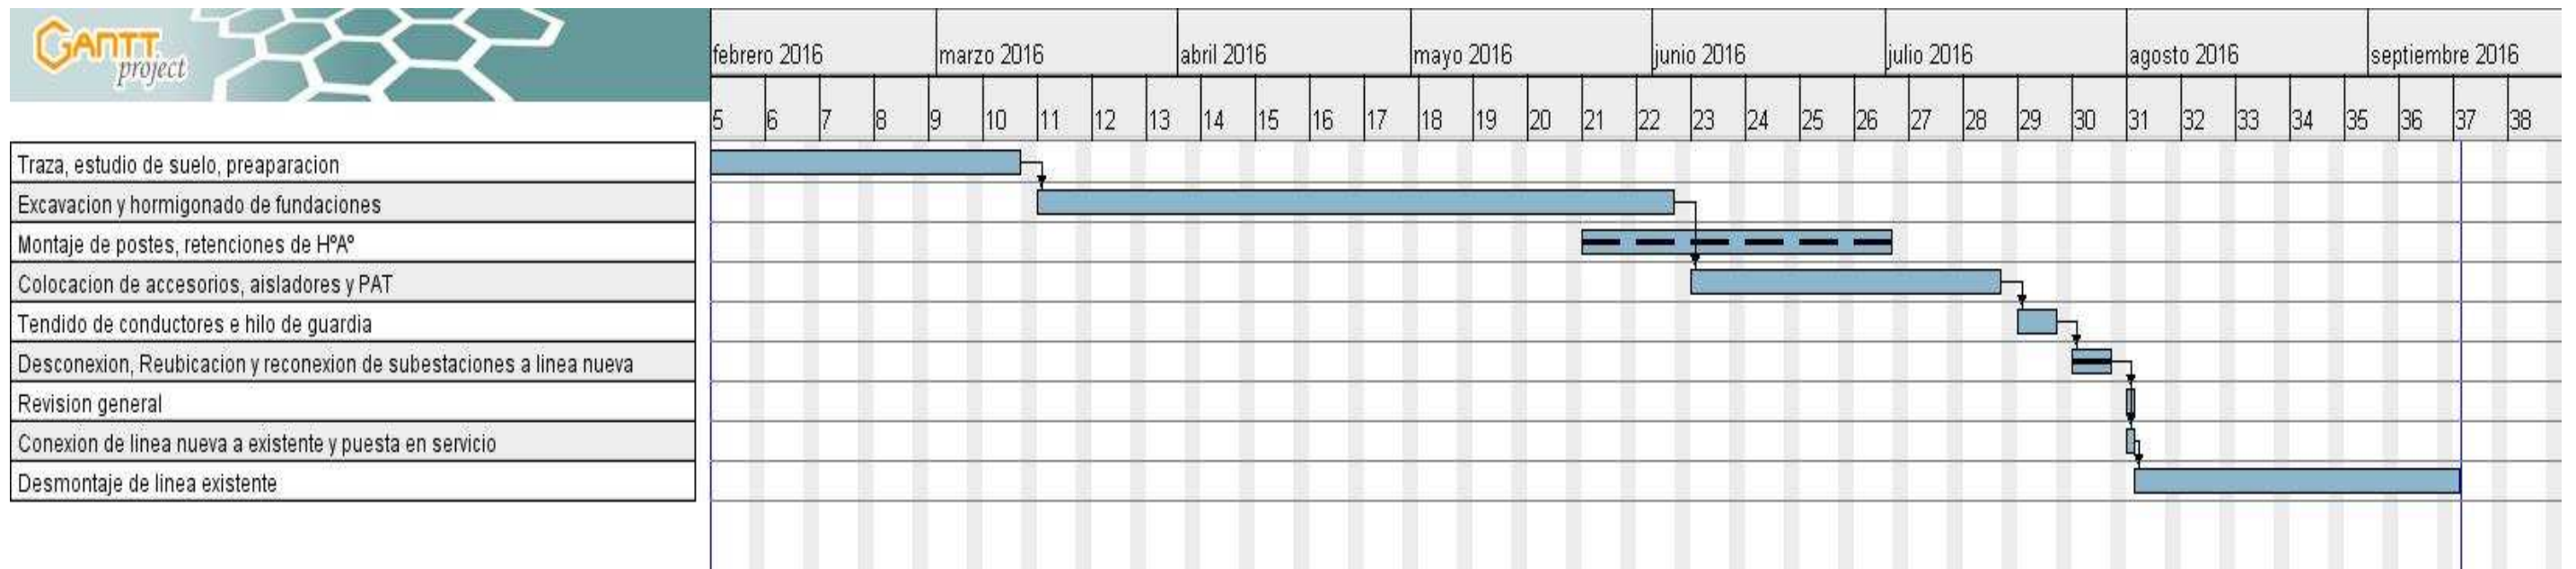 GANTT
project
febrero 2016 marzo 2016 abril 2016 mayo 2016 junio 2016 julio 2016 agosto 2016 septiembre 2016
5 6 7 8 9 10 11 12 13 14 15 16 17 18 19 20 21 22 23 24 25 26 27 28 29 30 31 32 33 34 35 36 37 38
Traza, estudio de suelo, preaparacion
Excavacion y hormigonado de fundaciones
Montaje de postes, retenciones de HºAº
Colocacion de accesorios, aisladores y PAT
Tendido de conductores e hilo de guardia
Desconexion, Reubicacion y reconexion de subestaciones a linea nueva
Revision general
Conexion de linea nueva a existente y puesta en servicio
Desmontaje de linea existente